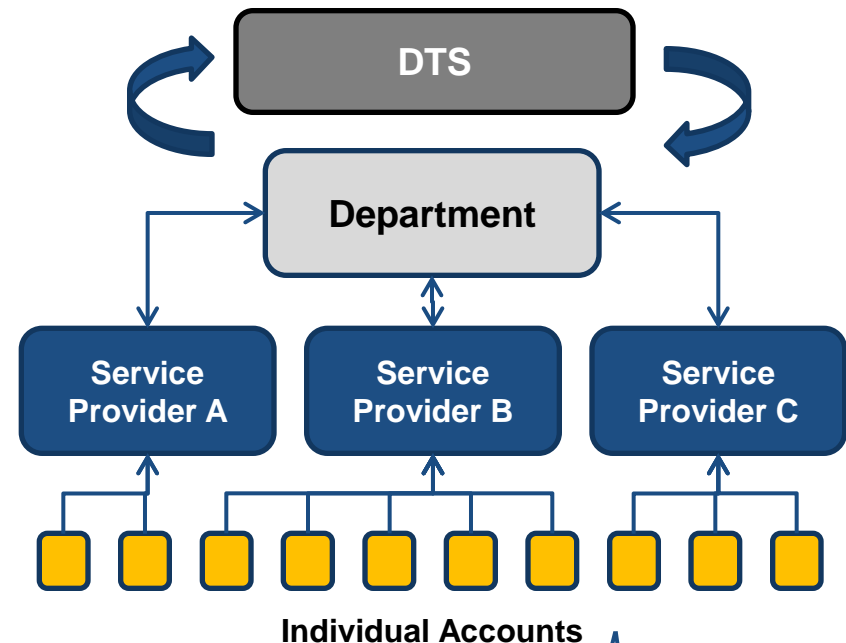 DTS
Department
Service
Provider A
Service
Provider B
Service
Provider C
Individual Accounts